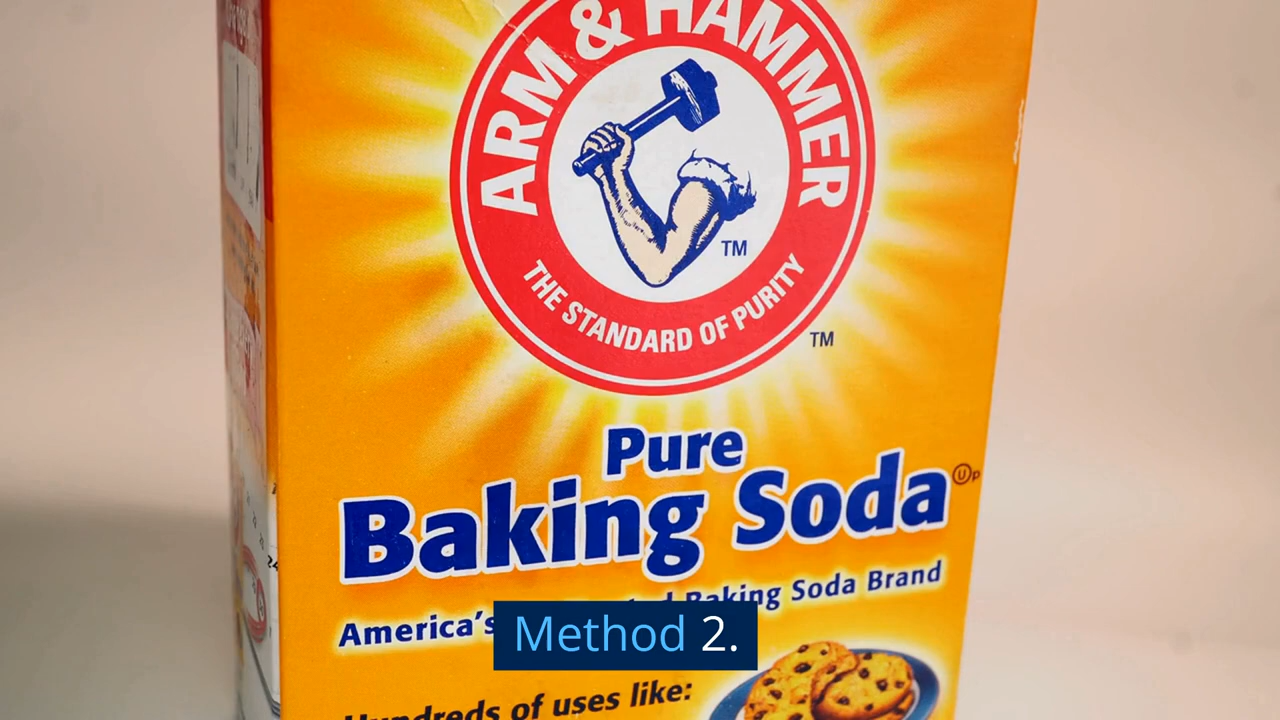 ARM & HAMMER
TM
THE STANDARD OF PURITY
TM
Pure
Baking Soda
America's Baking Soda Brand
Method 2.
Hundreds of uses like: